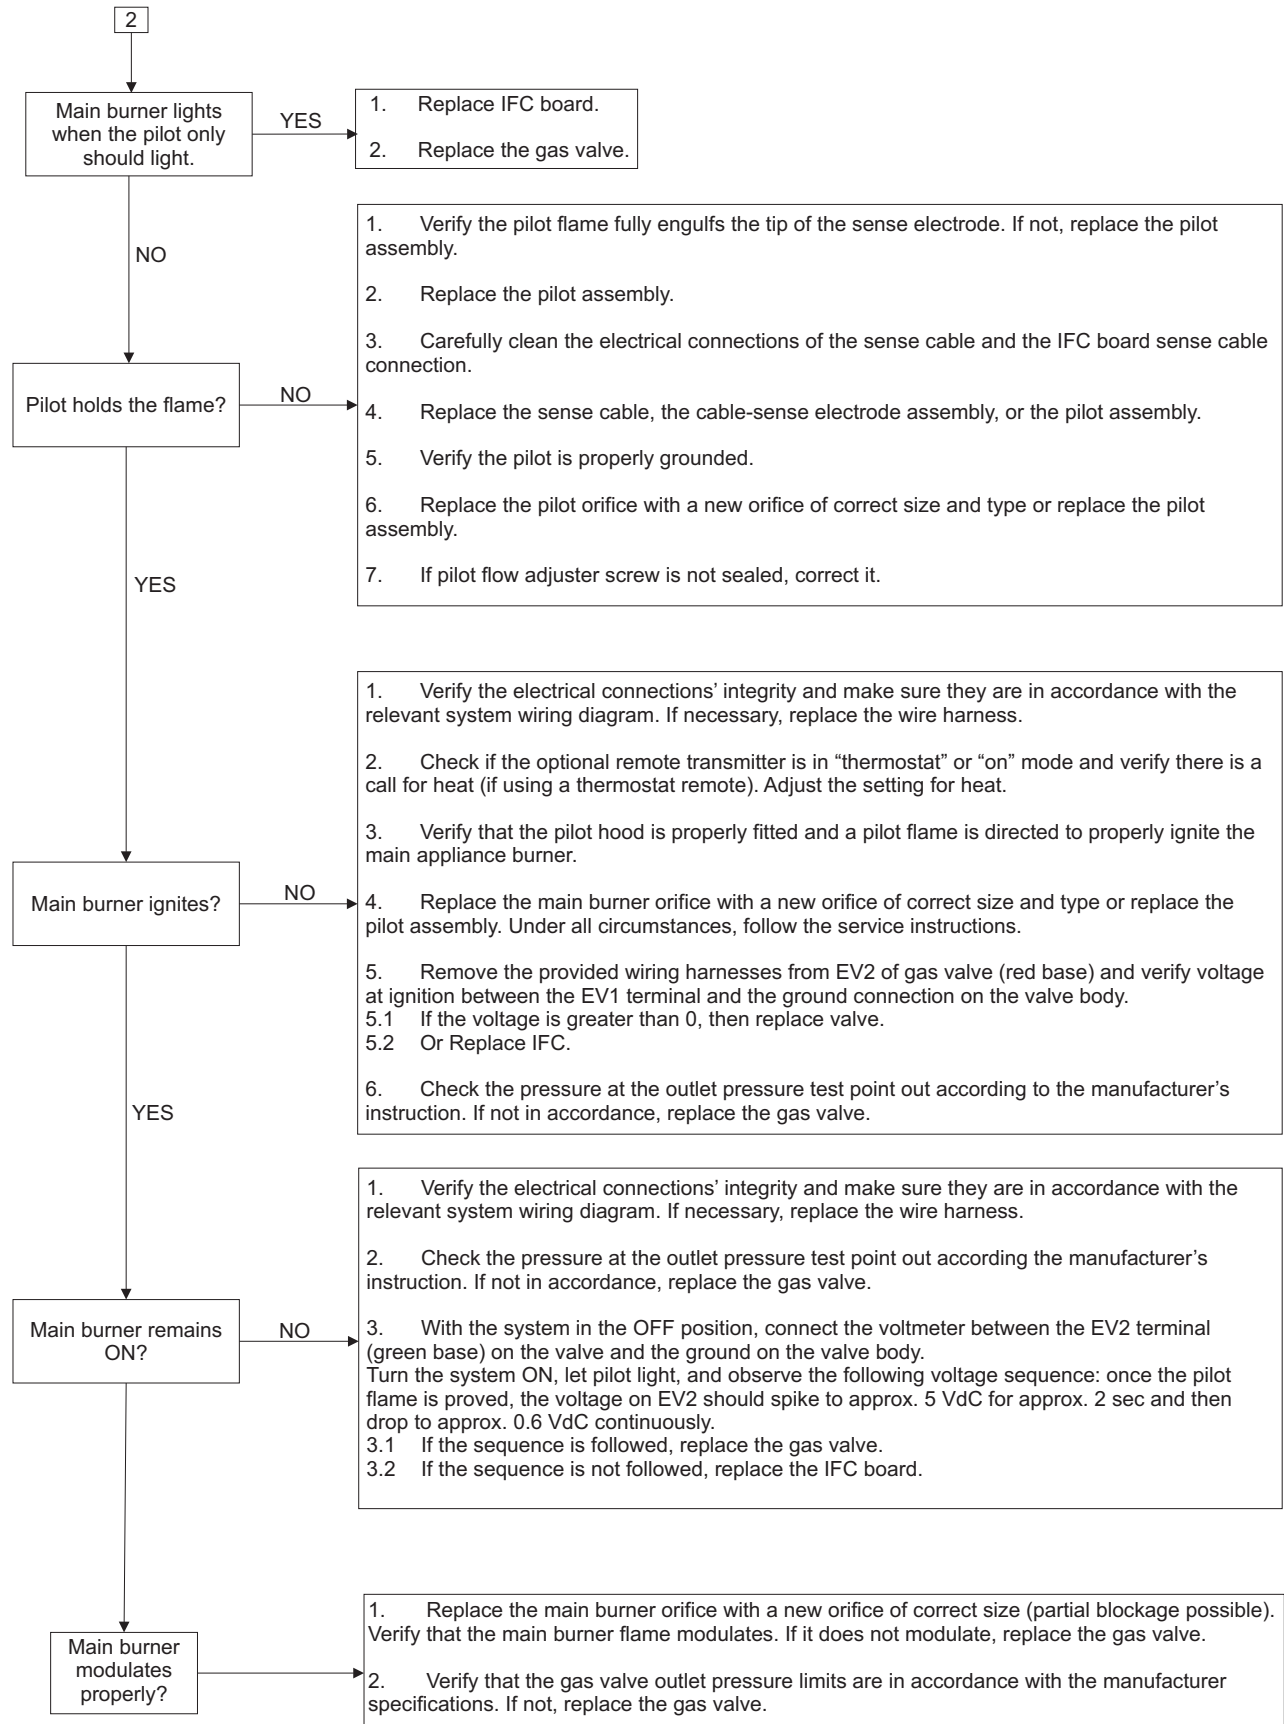 2
Main burner lights
when the pilot only
should light.
YES
1. Replace IFC board.
2. Replace the gas valve.
NO
1. Verify the pilot flame fully engulfs the tip of the sense electrode. If not, replace the pilot
assembly.
2. Replace the pilot assembly.
3. Carefully clean the electrical connections of the sense cable and the IFC board sense cable
connection.
4. Replace the sense cable, the cable-sense electrode assembly, or the pilot assembly.
5. Verify the pilot is properly grounded.
6. Replace the pilot orifice with a new orifice of correct size and type or replace the pilot
assembly.
7. If pilot flow adjuster screw is not sealed, correct it.
Pilot holds the flame?
NO
YES
1. Verify the electrical connections’ integrity and make sure they are in accordance with the
relevant system wiring diagram. If necessary, replace the wire harness.
2. Check if the optional remote transmitter is in “thermostat” or “on” mode and verify there is a
call for heat (if using a thermostat remote). Adjust the setting for heat.
3. Verify that the pilot hood is properly fitted and a pilot flame is directed to properly ignite the
main appliance burner.
4. Replace the main burner orifice with a new orifice of correct size and type or replace the
pilot assembly. Under all circumstances, follow the service instructions.
5. Remove the provided wiring harnesses from EV2 of gas valve (red base) and verify voltage
at ignition between the EV1 terminal and the ground connection on the valve body.
5.1 If the voltage is greater than 0, then replace valve.
5.2 Or Replace IFC.
6. Check the pressure at the outlet pressure test point out according to the manufacturer’s
instruction. If not in accordance, replace the gas valve.
Main burner ignites?
NO
YES
1. Verify the electrical connections’ integrity and make sure they are in accordance with the
relevant system wiring diagram. If necessary, replace the wire harness.
2. Check the pressure at the outlet pressure test point out according the manufacturer’s
instruction. If not in accordance, replace the gas valve.
3. With the system in the OFF position, connect the voltmeter between the EV2 terminal
(green base) on the valve and the ground on the valve body.
Turn the system ON, let pilot light, and observe the following voltage sequence: once the pilot
flame is proved, the voltage on EV2 should spike to approx. 5 VdC for approx. 2 sec and then
drop to approx. 0.6 VdC continuously.
3.1 If the sequence is followed, replace the gas valve.
3.2 If the sequence is not followed, replace the IFC board.
Main burner remains
ON?
NO
Main burner
modulates
properly?
1. Replace the main burner orifice with a new orifice of correct size (partial blockage possible).
Verify that the main burner flame modulates. If it does not modulate, replace the gas valve.
2. Verify that the gas valve outlet pressure limits are in accordance with the manufacturer
specifications. If not, replace the gas valve.